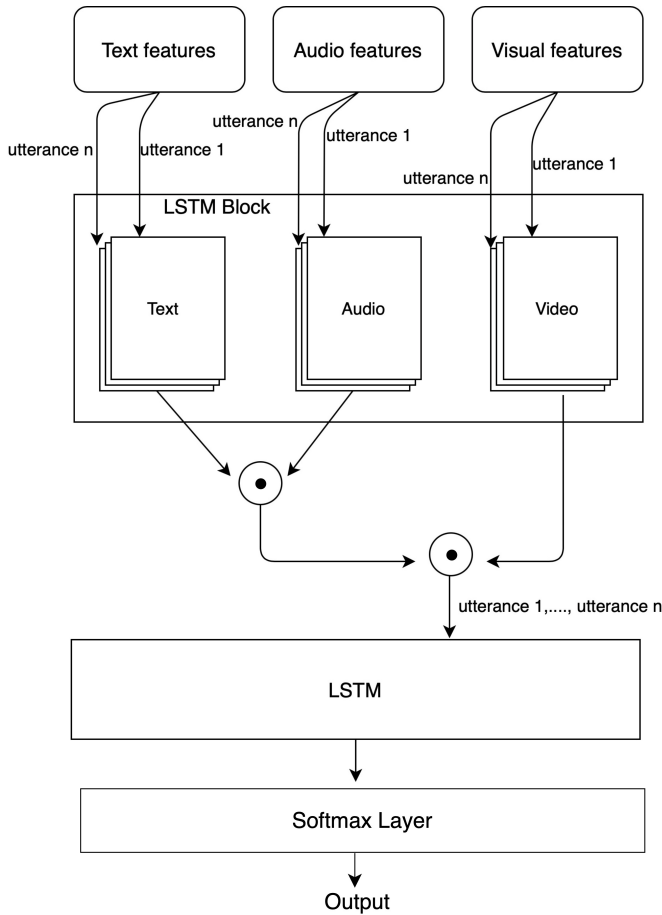 Text features
Audio features
Visual features
utterance n
utterance 1
utterance n
utterance 1
utterance n
utterance 1
LSTM Block
Text
Audio
Video
utterance 1,...., utterance n
LSTM
Softmax Layer
Output